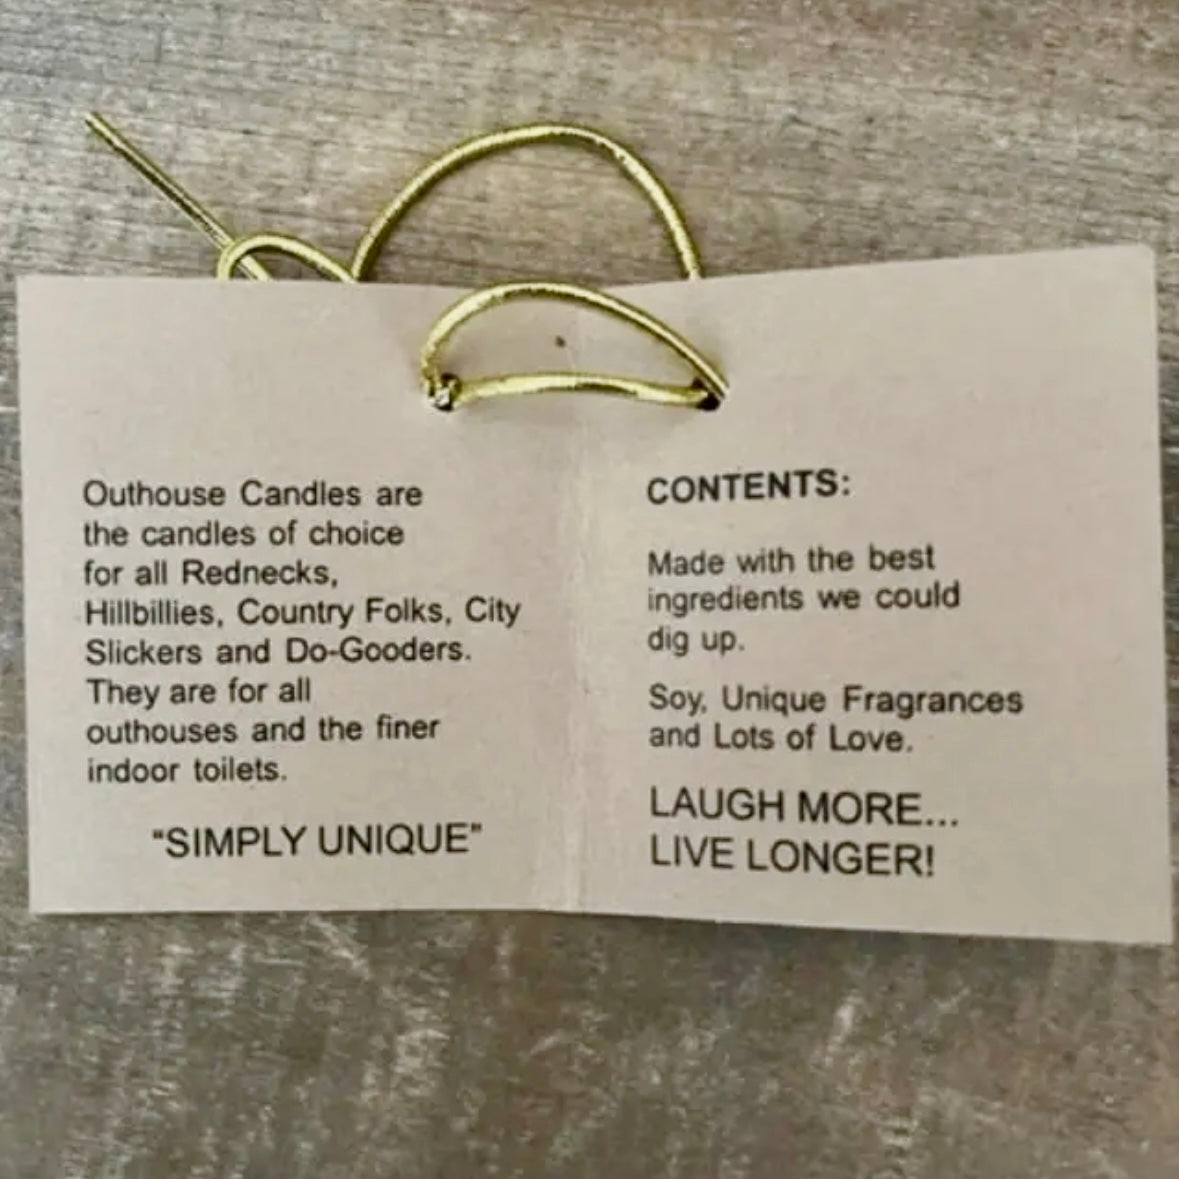 Outhouse Candles are
the candles of choice
for all Rednecks,
Hillbillies, Country Folks, City
Slickers and Do-Gooders.
They are for all
outhouses and the finer
indoor toilets.
"SIMPLY UNIQUE"
CONTENTS:
Made with the best
ingredients we could
dig up.
Soy, Unique Fragrances
and Lots of Love.
LAUGH MORE...
LIVE LONGER!